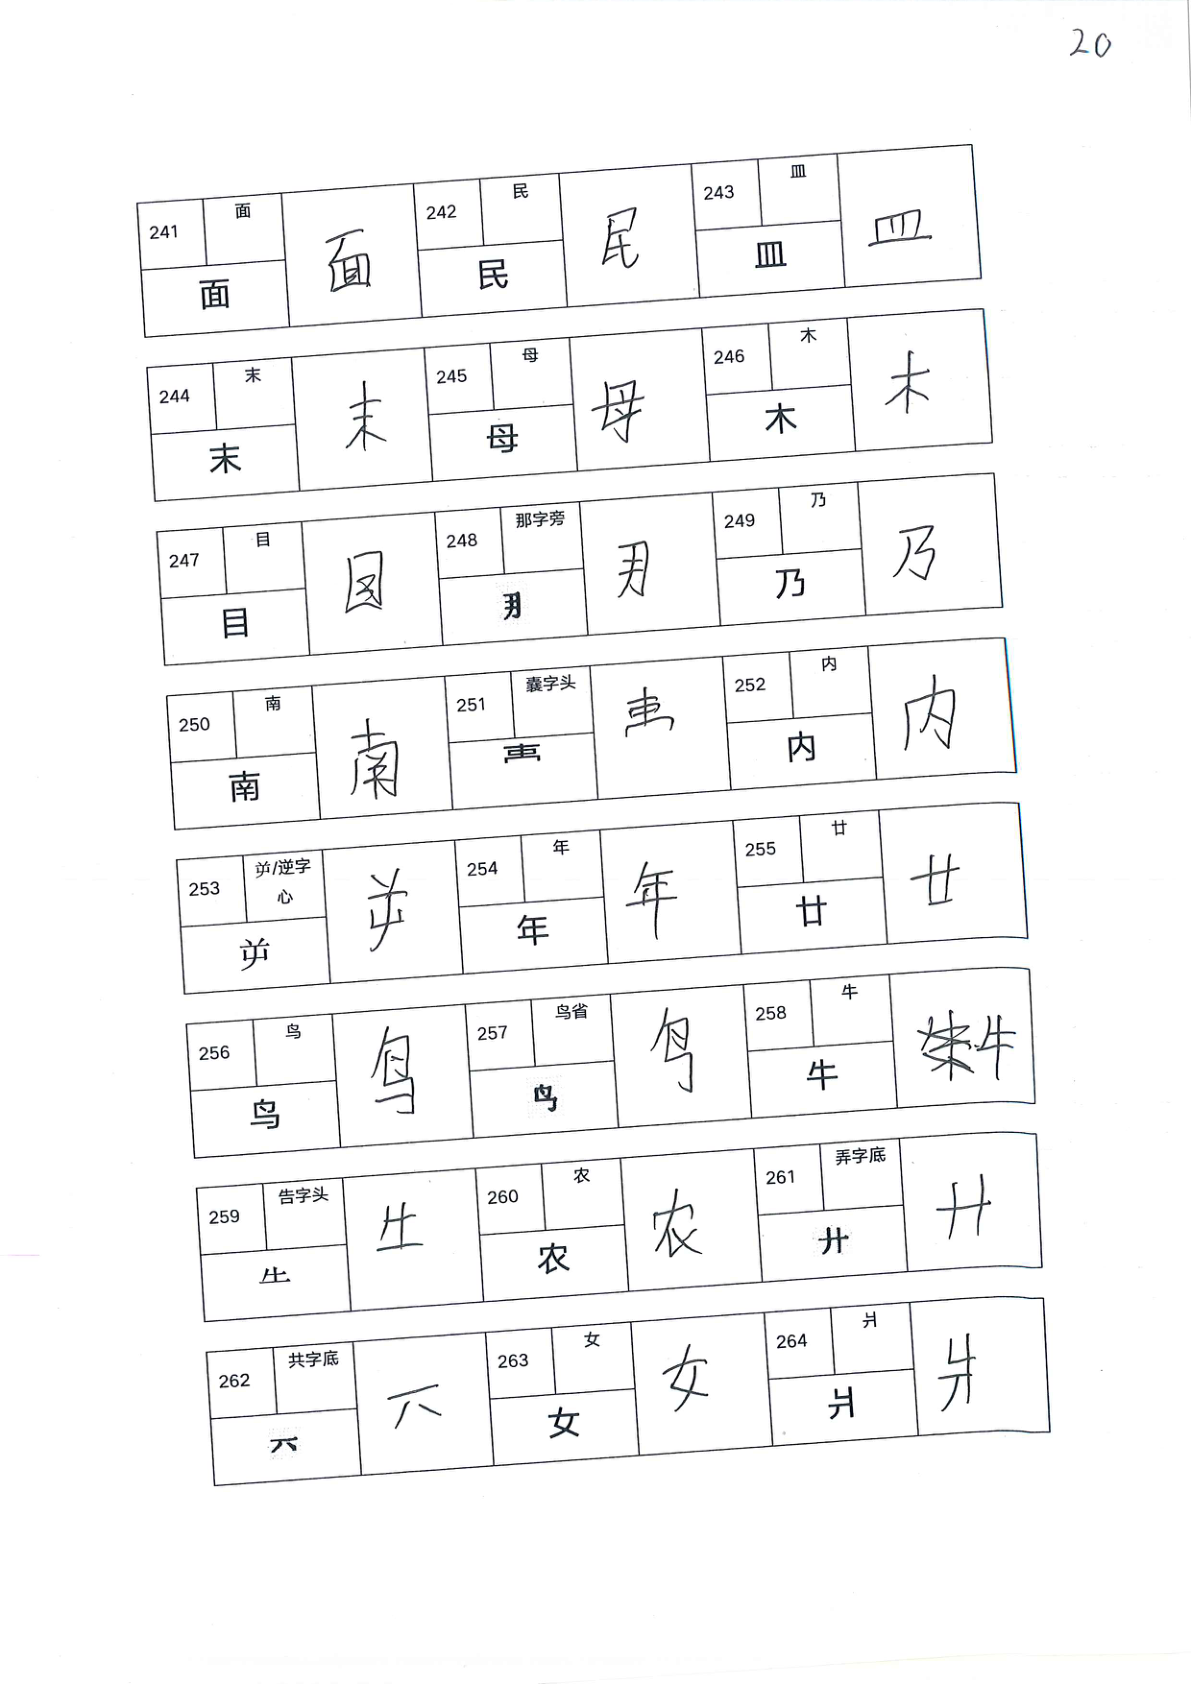 20
241 面 面 面 242 民 民 民 243 皿 皿 皿
244 末 末 末 245 母 母 母 246 木 木 木
247 目 目 目 248 那字旁 249 乃 乃 乃
250 南 南 南 251 囊字头 252 内 内 内
253 屰/逆字心 屰 屰 254 年 年 年 255 廿 廿 廿
256 鸟 鸟 鸟 257 鸟省 258 牛 牛 牛
259 告字头 260 农 农 农 261 弄字底 廾 廾
262 共字底 263 女 女 女 264 爿 爿 爿